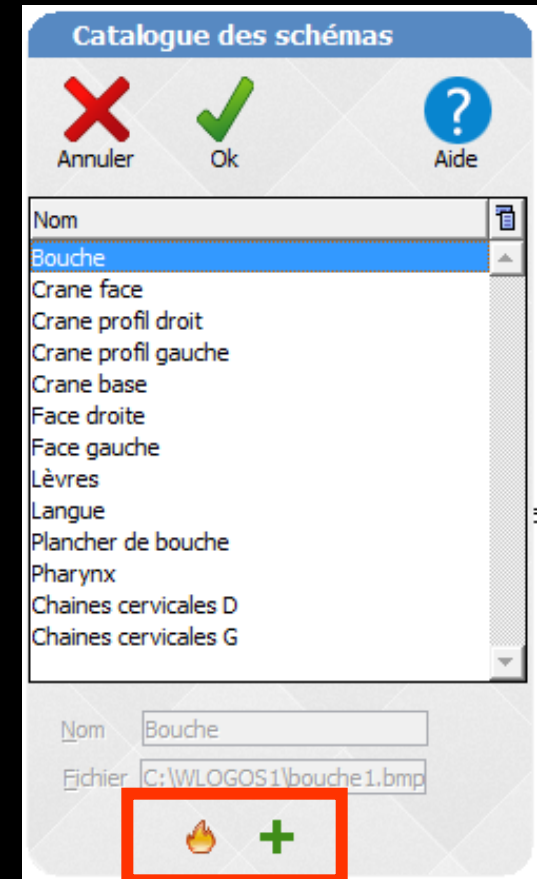 Catalogue des schémas
Annuler Ok Aide
Nom
Bouche
Crane face
Crane profil droit
Crane profil gauche
Crane base
Face droite
Face gauche
Lèvres
Langue
Plancher de bouche
Pharynx
Chaines cervicales D
Chaines cervicales G
Nom Bouche
Fichier C:\WLOGOS1\bouche1.bmp